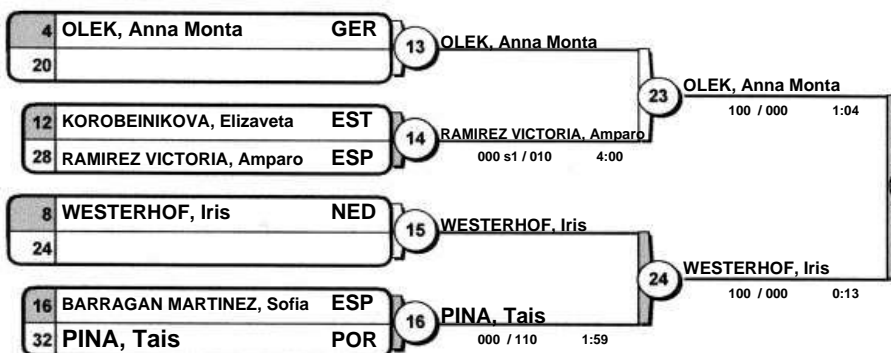 4 OLEK, Anna Monta GER
20
13
OLEK, Anna Monta
12 KOROBEINIKOVA, Elizaveta EST
28 RAMIREZ VICTORIA, Amparo ESP
14
RAMIREZ VICTORIA, Amparo
000 s1 / 010 4:00
23
OLEK, Anna Monta
100 / 000 1:04
8 WESTERHOF, Iris NED
24
15
WESTERHOF, Iris
16 BARRAGAN MARTINEZ, Sofia ESP
32 PINA, Tais POR
16
PINA, Tais
000 / 110 1:59
24
WESTERHOF, Iris
100 / 000 0:13